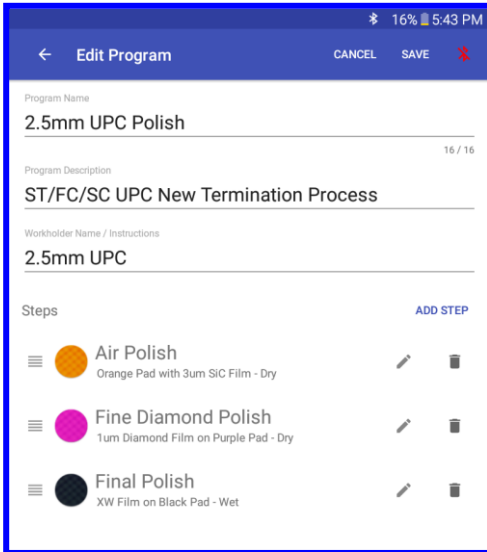 16% 5:43 PM
Edit Program CANCEL SAVE
Program Name
2.5mm UPC Polish
16 / 16
Program Description
ST/FC/SC UPC New Termination Process
Workholder Name / Instructions
2.5mm UPC
Steps ADD STEP
Air Polish
Orange Pad with 3um SiC Film - Dry
Fine Diamond Polish
1um Diamond Film on Purple Pad - Dry
Final Polish
XW Film on Black Pad - Wet